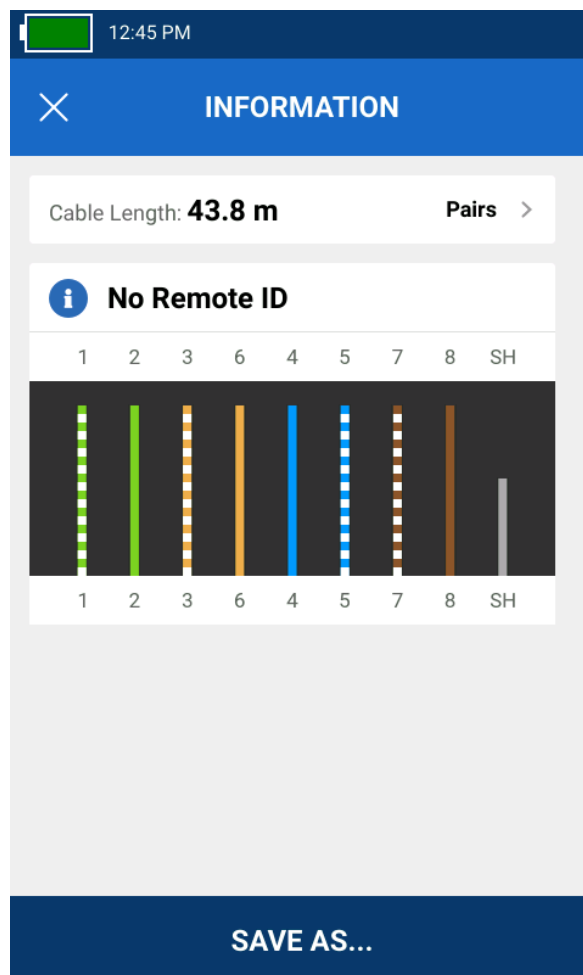 12:45 PM
INFORMATION
Cable Length: 43.8 m Pairs >
i No Remote ID
1 2 3 6 4 5 7 8 SH
1 2 3 6 4 5 7 8 SH
SAVE AS...